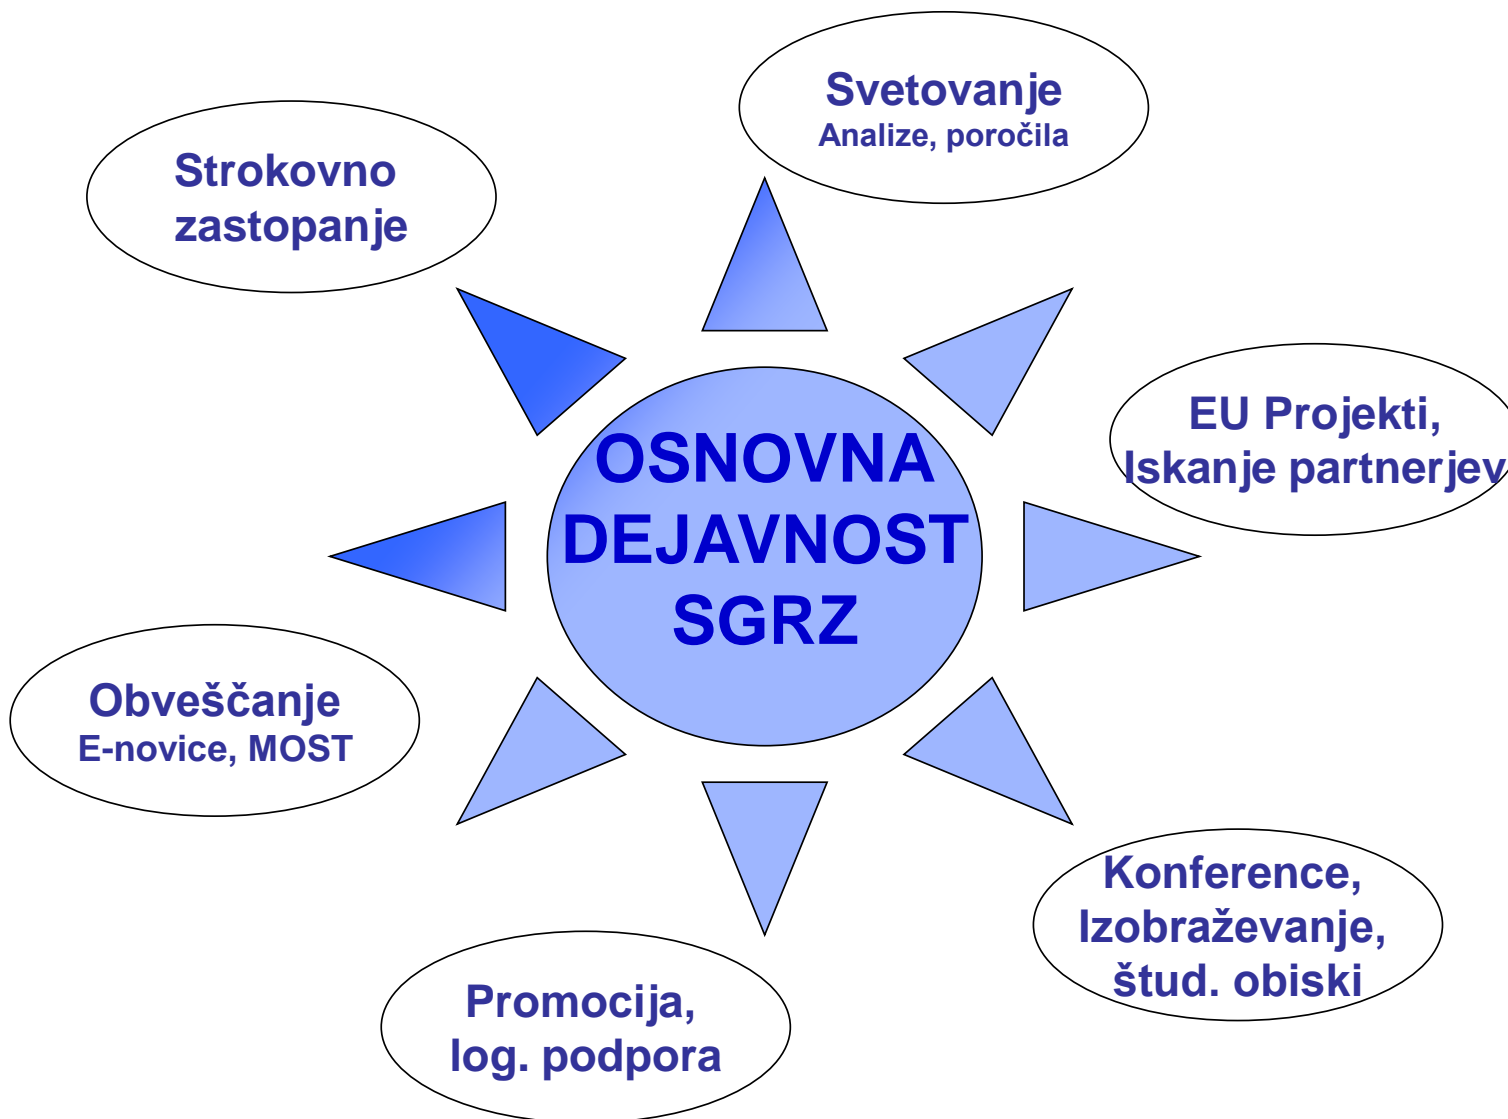 Svetovanje
Analize, poročila
Strokovno
zastopanje
EU Projekti,
Iskanje partnerjev
OSNOVNA
DEJAVNOST
SGRZ
Obveščanje
E-novice, MOST
Konference,
Izobraževanje,
štud. obiski
Promocija,
log. podpora